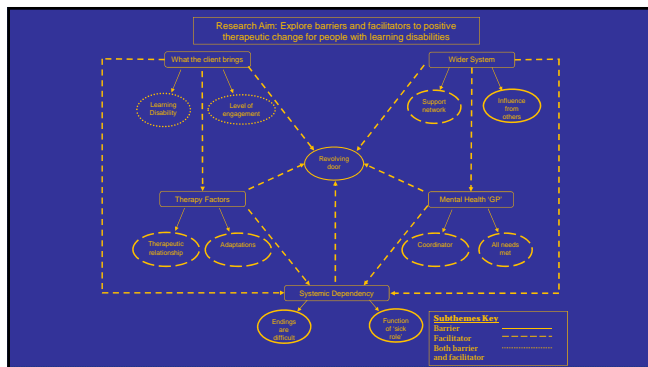 Research Aim: Explore barriers and facilitators to positive
therapeutic change for people with learning disabilities
What the client brings
Wider System
Learning
Disability
Level of
engagement
Support
network
Influence
from
others
Revolving
door
Therapy Factors
Mental Health 'GP'
Therapeutic
relationship
Adaptations
Coordinator
All needs
met
Systemic Dependency
Endings
are
difficult
Function
of 'sick
role'
Subthemes Key
Barrier
Facilitator
Both barrier
and facilitator